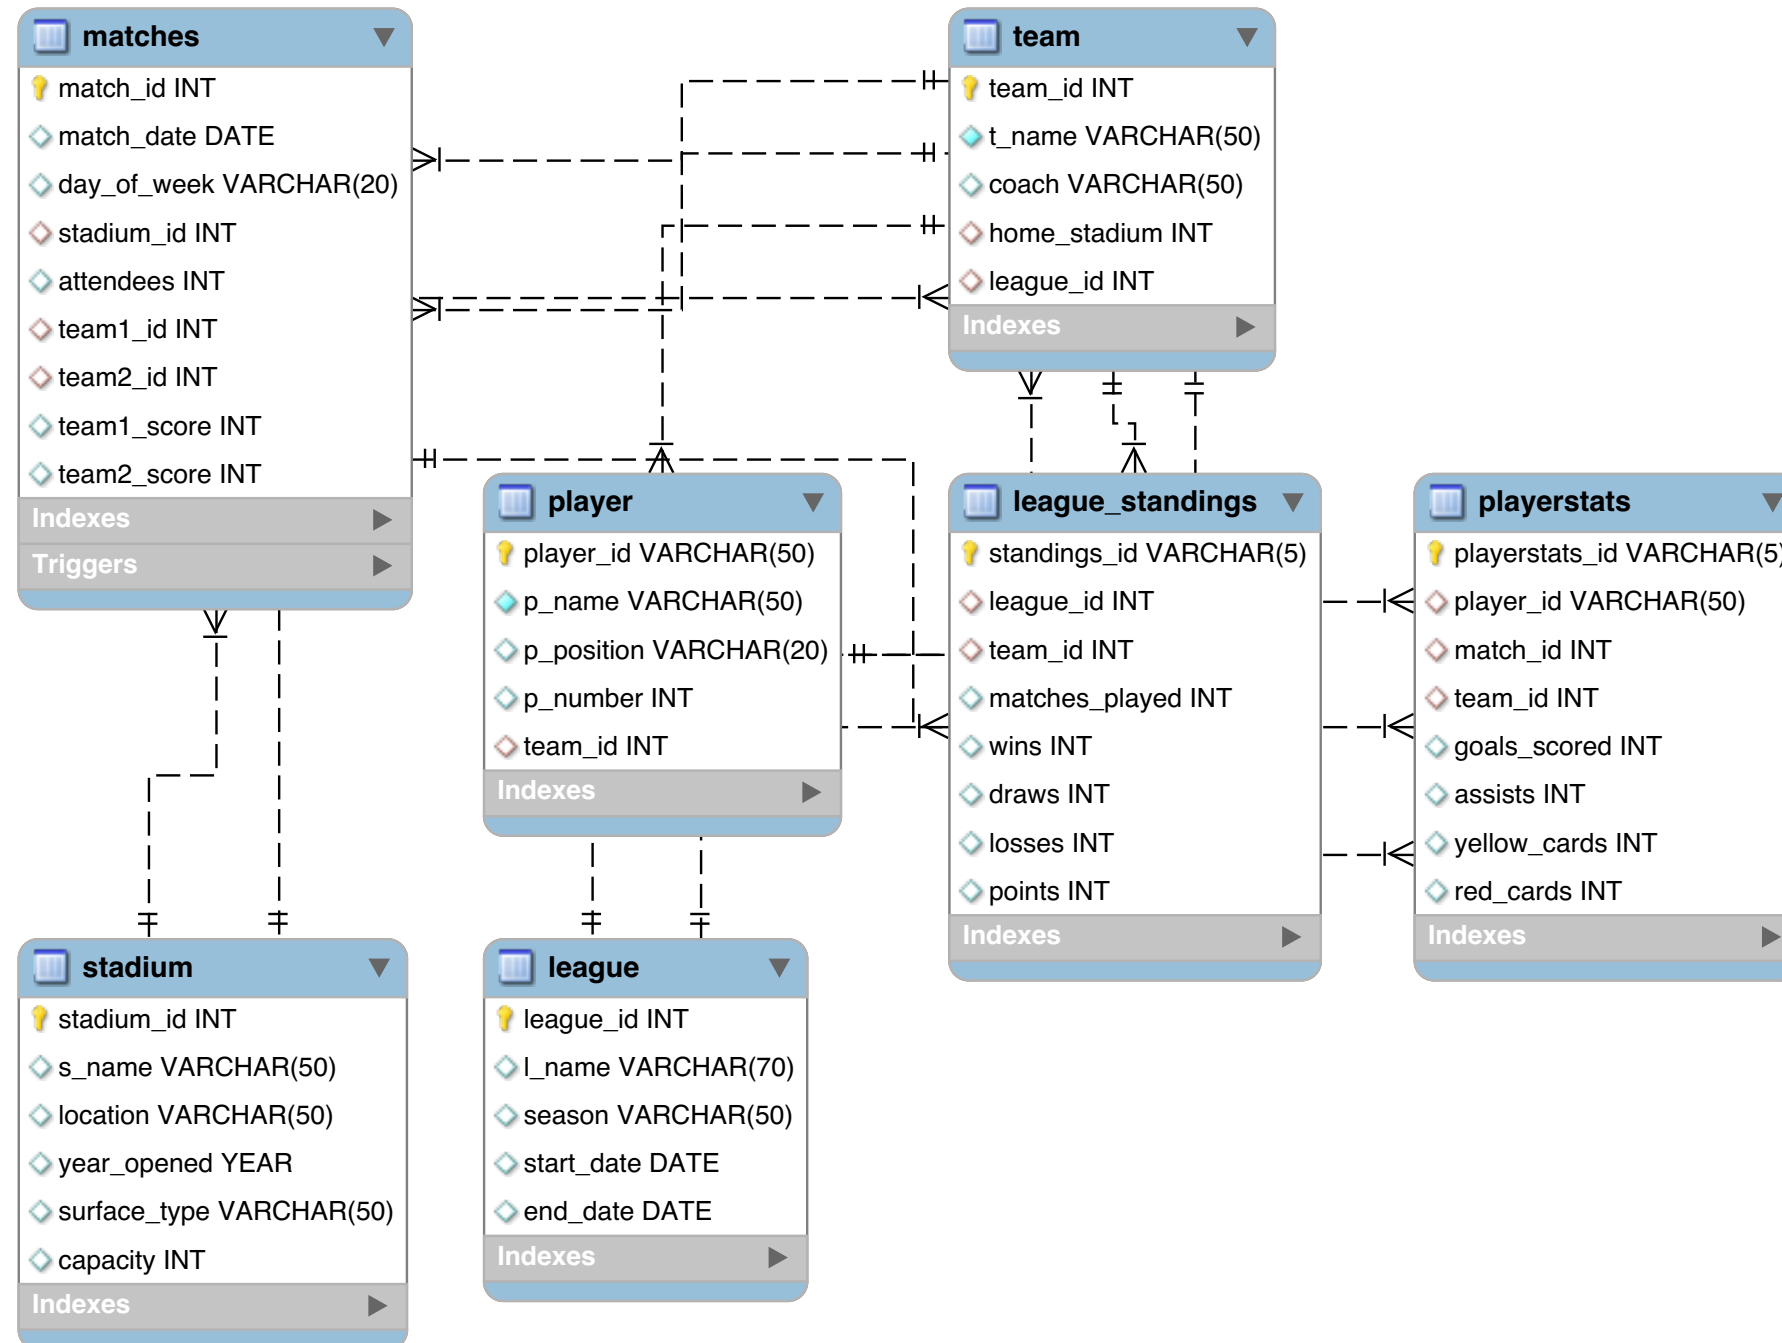 matches
match_id INT
match_date DATE
day_of_week VARCHAR(20)
stadium_id INT
attendees INT
team1_id INT
team2_id INT
team1_score INT
team2_score INT
Indexes
Triggers
team
team_id INT
t_name VARCHAR(50)
coach VARCHAR(50)
home_stadium INT
league_id INT
Indexes
player
player_id VARCHAR(50)
p_name VARCHAR(50)
p_position VARCHAR(20)
p_number INT
team_id INT
Indexes
league_standings
standings_id VARCHAR(5)
league_id INT
team_id INT
matches_played INT
wins INT
draws INT
losses INT
points INT
Indexes
playerstats
playerstats_id VARCHAR(5)
player_id VARCHAR(50)
match_id INT
team_id INT
goals_scored INT
assists INT
yellow_cards INT
red_cards INT
Indexes
stadium
stadium_id INT
s_name VARCHAR(50)
location VARCHAR(50)
year_opened YEAR
surface_type VARCHAR(50)
capacity INT
Indexes
league
league_id INT
l_name VARCHAR(70)
season VARCHAR(50)
start_date DATE
end_date DATE
Indexes